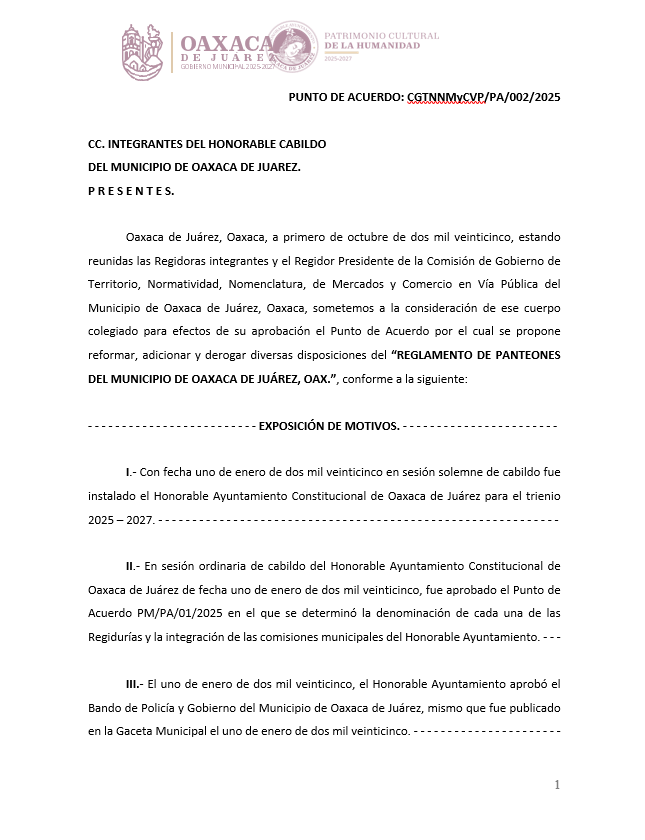 OAXACA
DE JUÁREZ
GOBIERNO MUNICIPAL 2025-2027
PATRIMONIO CULTURAL
DE LA HUMANIDAD
2025-2027
PUNTO DE ACUERDO: CGTNNMyCVP/PA/002/2025
CC. INTEGRANTES DEL HONORABLE CABILDO
DEL MUNICIPIO DE OAXACA DE JUAREZ.
P R E S E N T E S.
Oaxaca de Juárez, Oaxaca, a primero de octubre de dos mil veinticinco, estando
reunidas las Regidoras integrantes y el Regidor Presidente de la Comisión de Gobierno de
Territorio, Normatividad, Nomenclatura, de Mercados y Comercio en Vía Pública del
Municipio de Oaxaca de Juárez, Oaxaca, sometemos a la consideración de ese cuerpo
colegiado para efectos de su aprobación el Punto de Acuerdo por el cual se propone
reformar, adicionar y derogar diversas disposiciones del “REGLAMENTO DE PANTEONES
DEL MUNICIPIO DE OAXACA DE JUÁREZ, OAX.”, conforme a la siguiente:
- - - - - - - - - - - - - - - - - - - - - - - - - EXPOSICIÓN DE MOTIVOS. - - - - - - - - - - - - - - - - - - - - - - -
I.- Con fecha uno de enero de dos mil veinticinco en sesión solemne de cabildo fue
instalado el Honorable Ayuntamiento Constitucional de Oaxaca de Juárez para el trienio
2025 – 2027. - - - - - - - - - - - - - - - - - - - - - - - - - - - - - - - - - - - - - - - - - - - - - - - - - - - - - - - - - - -
II.- En sesión ordinaria de cabildo del Honorable Ayuntamiento Constitucional de
Oaxaca de Juárez de fecha uno de enero de dos mil veinticinco, fue aprobado el Punto de
Acuerdo PM/PA/01/2025 en el que se determinó la denominación de cada una de las
Regidurías y la integración de las comisiones municipales del Honorable Ayuntamiento. - - -
III.- El uno de enero de dos mil veinticinco, el Honorable Ayuntamiento aprobó el
Bando de Policía y Gobierno del Municipio de Oaxaca de Juárez, mismo que fue publicado
en la Gaceta Municipal el uno de enero de dos mil veinticinco. - - - - - - - - - - - - - - - - - - - - - -
1